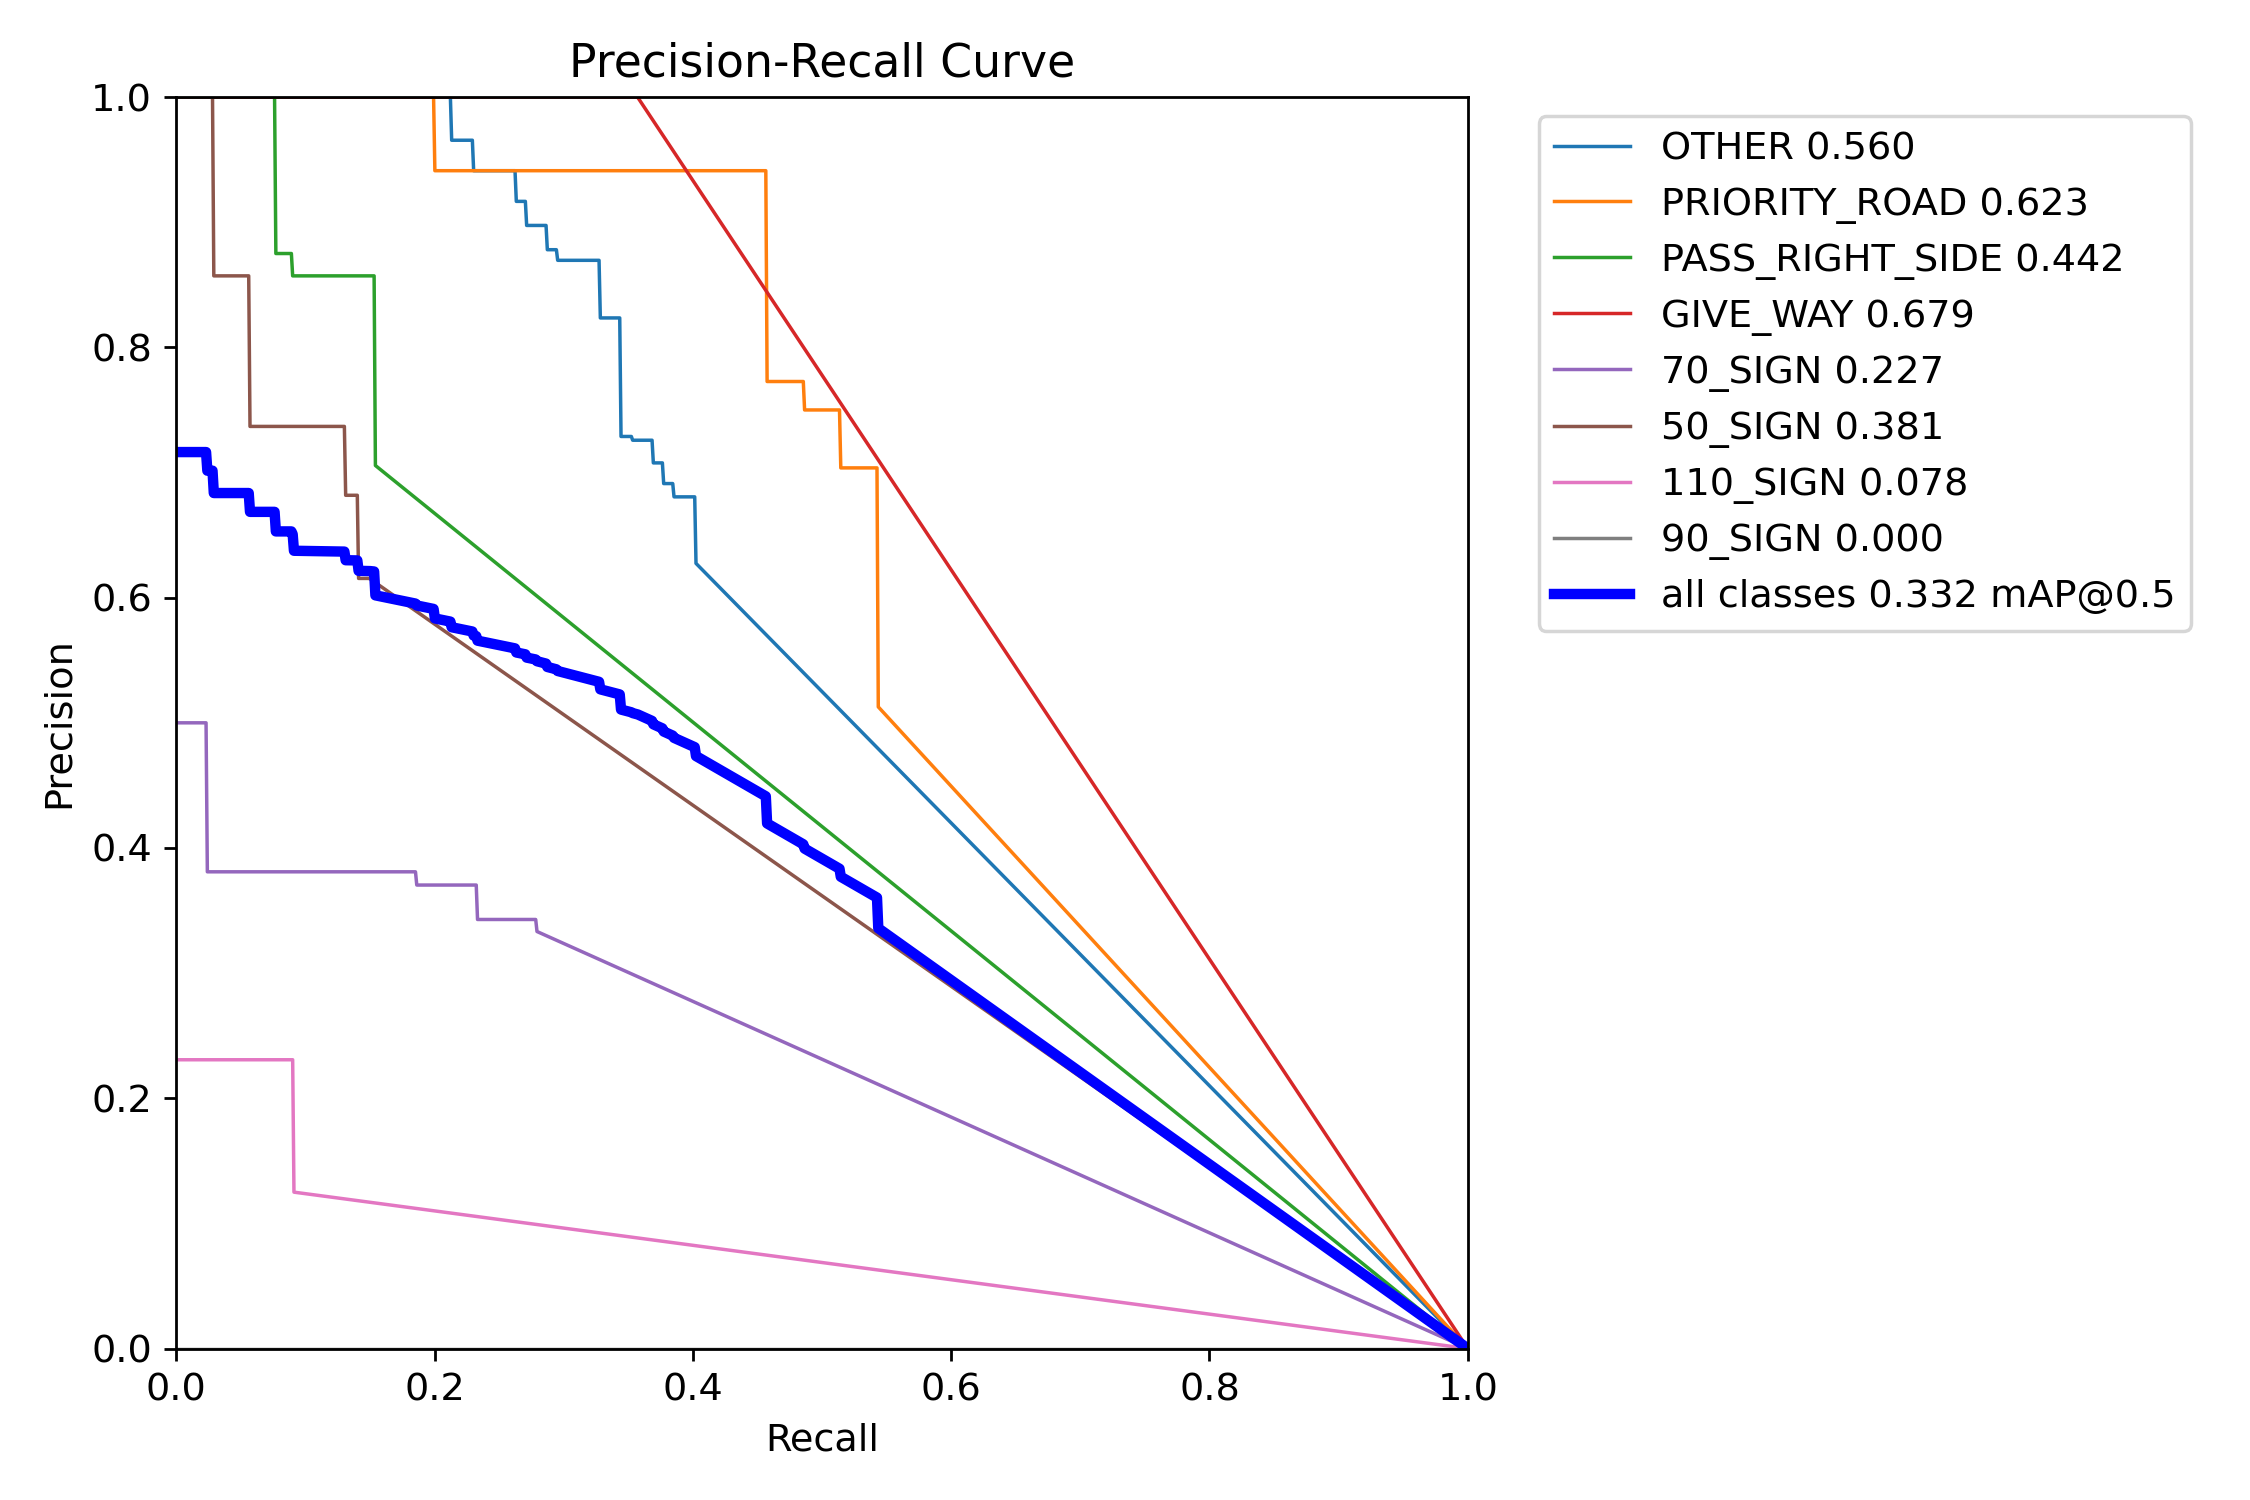 Precision-Recall Curve
1.0
0.8
0.6
0.4
0.2
0.0
Precision
0.0 0.2 0.4 0.6 0.8 1.0
Recall
OTHER 0.560
PRIORITY_ROAD 0.623
PASS_RIGHT_SIDE 0.442
GIVE_WAY 0.679
70_SIGN 0.227
50_SIGN 0.381
110_SIGN 0.078
90_SIGN 0.000
all classes 0.332 mAP@0.5